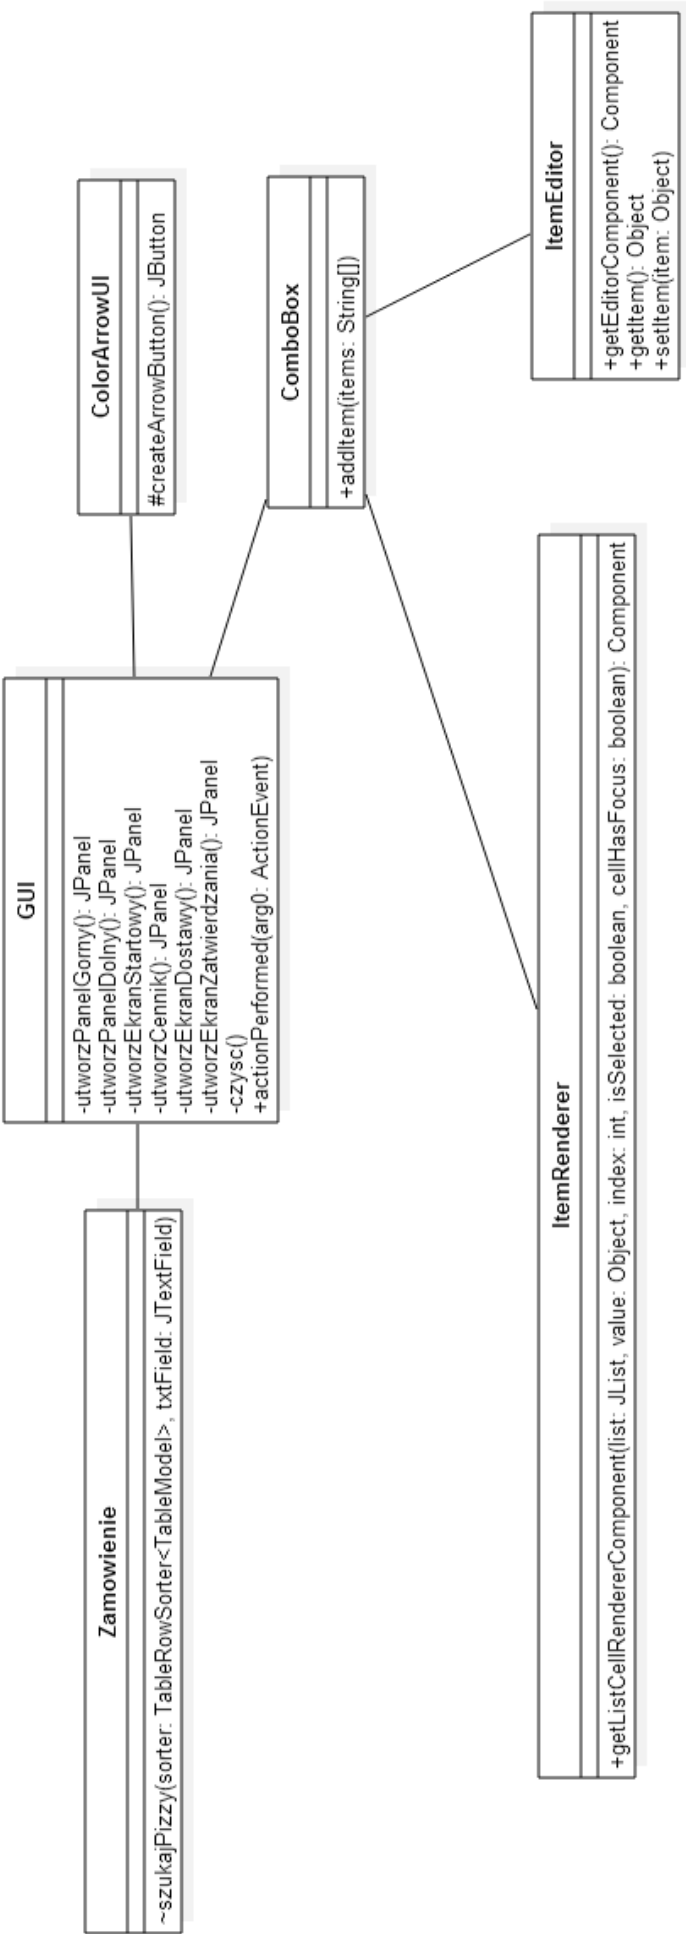 Zamowienie
~szukajPizzy(sorter: TableRowSorter<TableModel>, txtField: JTextField)
GUI
-utworzPanelGorny(): JPanel
-utworzPanelDolny(): JPanel
-utworzEkranStartowy(): JPanel
-utworzCennik(): JPanel
-utworzEkranDostawy(): JPanel
-utworzEkranZatwierdzania(): JPanel
-czysc()
+actionPerformed(arg0: ActionEvent)
ColorArrowUI
#createArrowButton(): JButton
ComboBox
+addItem(items: String[])
ItemRenderer
+getListCellRendererComponent(list: JList, value: Object, index: int, isSelected: boolean, cellHasFocus: boolean): Component
ItemEditor
+getEditorComponent(): Component
+getItem(): Object
+setItem(item: Object)